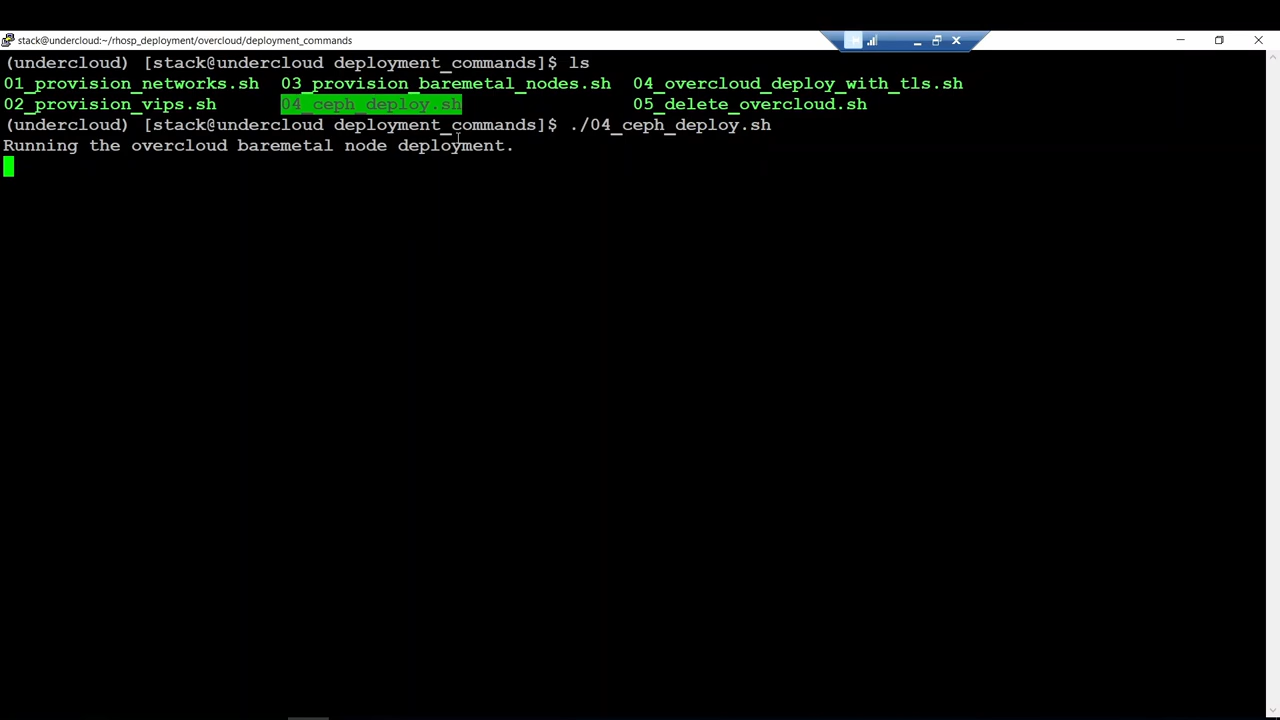 stack@undercloud:~/rhosp_deployment/overcloud/deployment_commands
(undercloud) [stack@undercloud deployment_commands]$ ls
01_provision_networks.sh  03_provision_baremetal_nodes.sh  04_overcloud_deploy_with_tls.sh
02_provision_vips.sh      04_ceph_deploy.sh                05_delete_overcloud.sh
(undercloud) [stack@undercloud deployment_commands]$ ./04_ceph_deploy.sh
Running the overcloud baremetal node deployment.